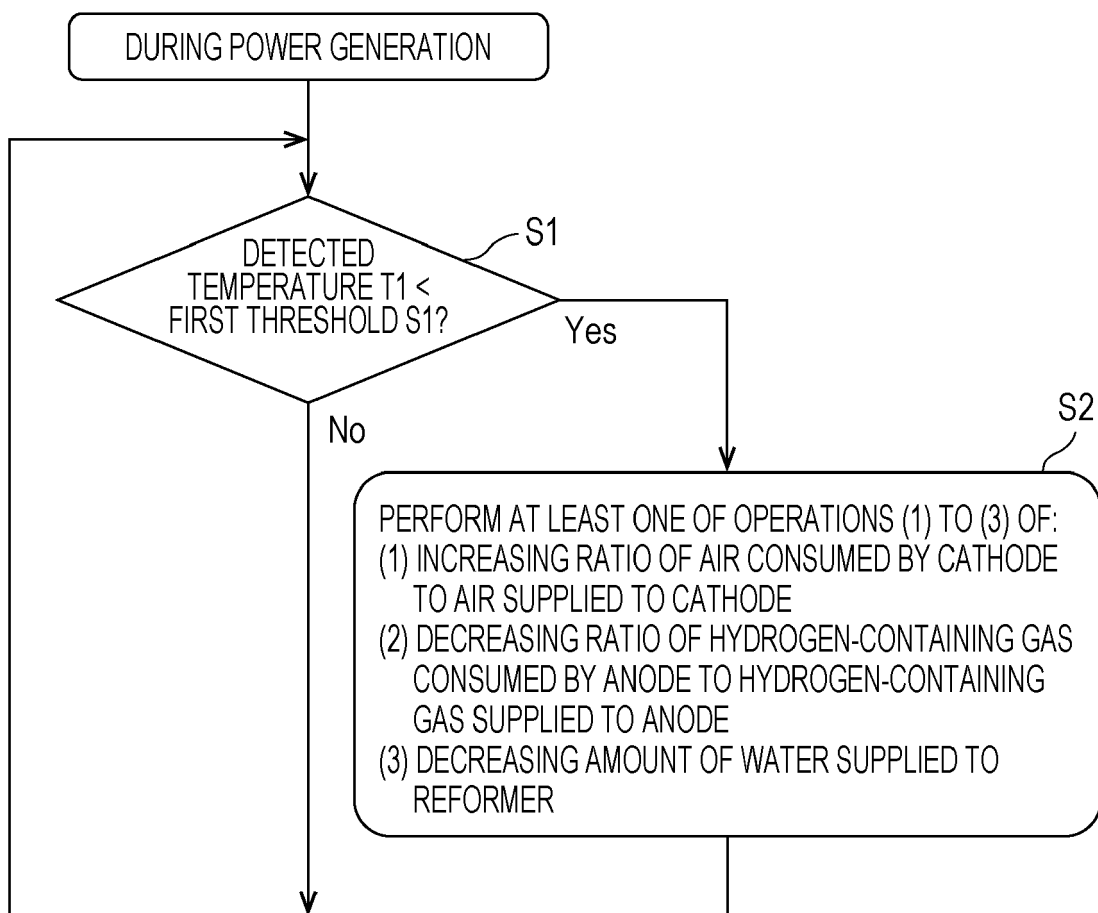 DURING POWER GENERATION
S1
DETECTED
TEMPERATURE T1 <
FIRST THRESHOLD S1?
Yes
No
S2
PERFORM AT LEAST ONE OF OPERATIONS (1) TO (3) OF:
(1) INCREASING RATIO OF AIR CONSUMED BY CATHODE
TO AIR SUPPLIED TO CATHODE
(2) DECREASING RATIO OF HYDROGEN-CONTAINING GAS
CONSUMED BY ANODE TO HYDROGEN-CONTAINING
GAS SUPPLIED TO ANODE
(3) DECREASING AMOUNT OF WATER SUPPLIED TO
REFORMER